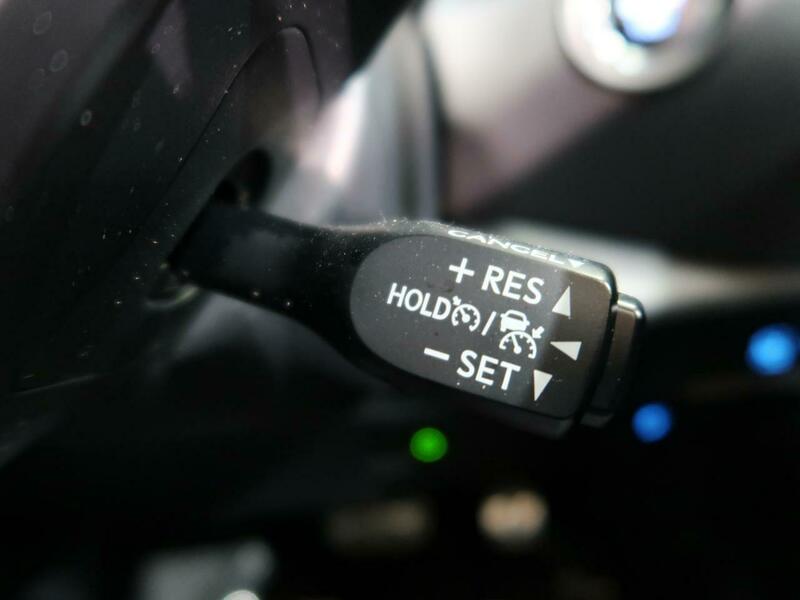 CANCEL
+ RES
HOLD /
− SET